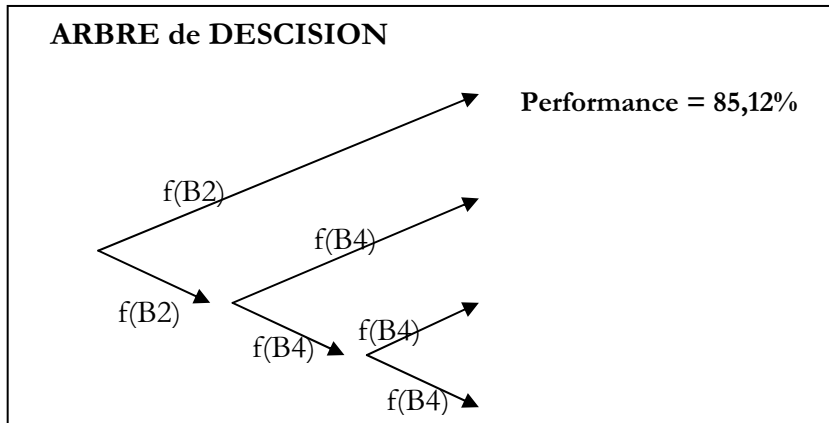 ARBRE de DESCISION
Performance = 85,12%
f(B2)
f(B4)
f(B2)
f(B4)
f(B4)
f(B4)